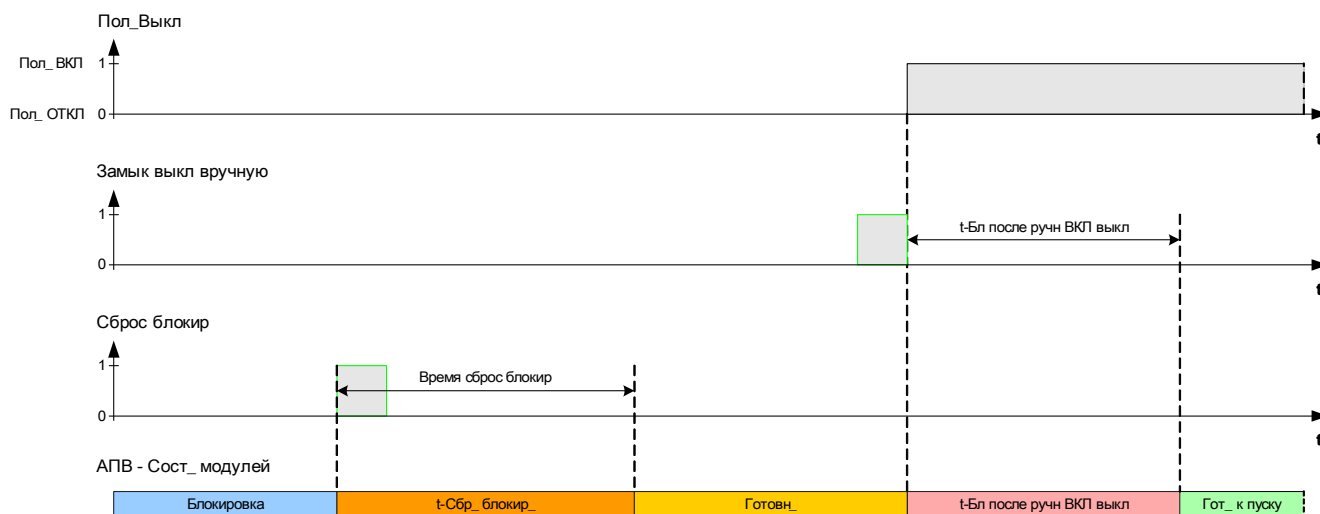 Пол_Выкл
Пол_ ВКЛ 1
Пол_ ОТКЛ 0
t
Замык выкл вручную
1
t-Бл после ручн ВКЛ выкл
0
t
Сброс блокир
1
Время сброс блокир
0
t
АПВ - Сост_ модулей
Блокировка t-Сбр_ блокир_ Готовн_ t-Бл после ручн ВКЛ выкл Гот_ к пуску